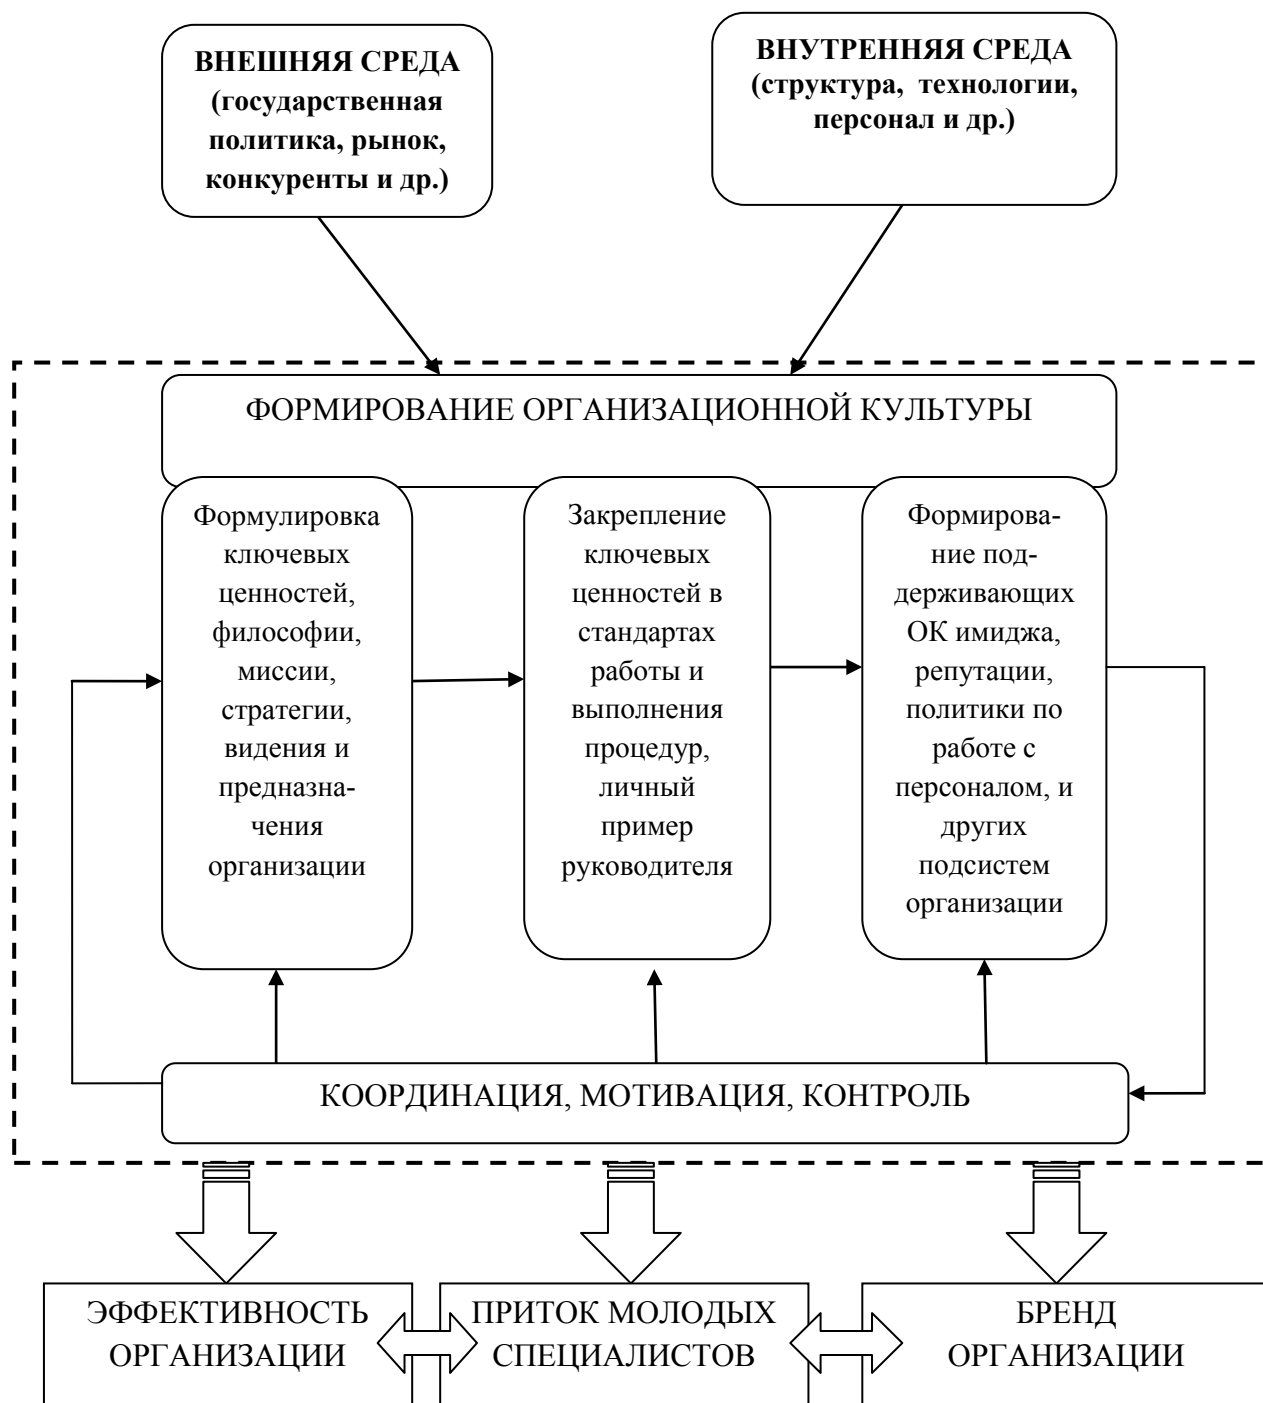 ВНЕШНЯЯ СРЕДА
(государственная
политика, рынок,
конкуренты и др.)
ВНУТРЕННЯЯ СРЕДА
(структура, технологии,
персонал и др.)
ФОРМИРОВАНИЕ ОРГАНИЗАЦИОННОЙ КУЛЬТУРЫ
Формулировка
ключевых
ценностей,
философии,
миссии,
стратегии,
видения и
предназна-
чения
организации
Закрепление
ключевых
ценностей в
стандартах
работы и
выполнения
процедур,
личный
пример
руководителя
Формирова-
ние под-
держивающих
ОК имиджа,
репутации,
политики по
работе с
персоналом, и
других
подсистем
организации
КООРДИНАЦИЯ, МОТИВАЦИЯ, КОНТРОЛЬ
ЭФФЕКТИВНОСТЬ
ОРГАНИЗАЦИИ
ПРИТОК МОЛОДЫХ
СПЕЦИАЛИСТОВ
БРЕНД
ОРГАНИЗАЦИИ